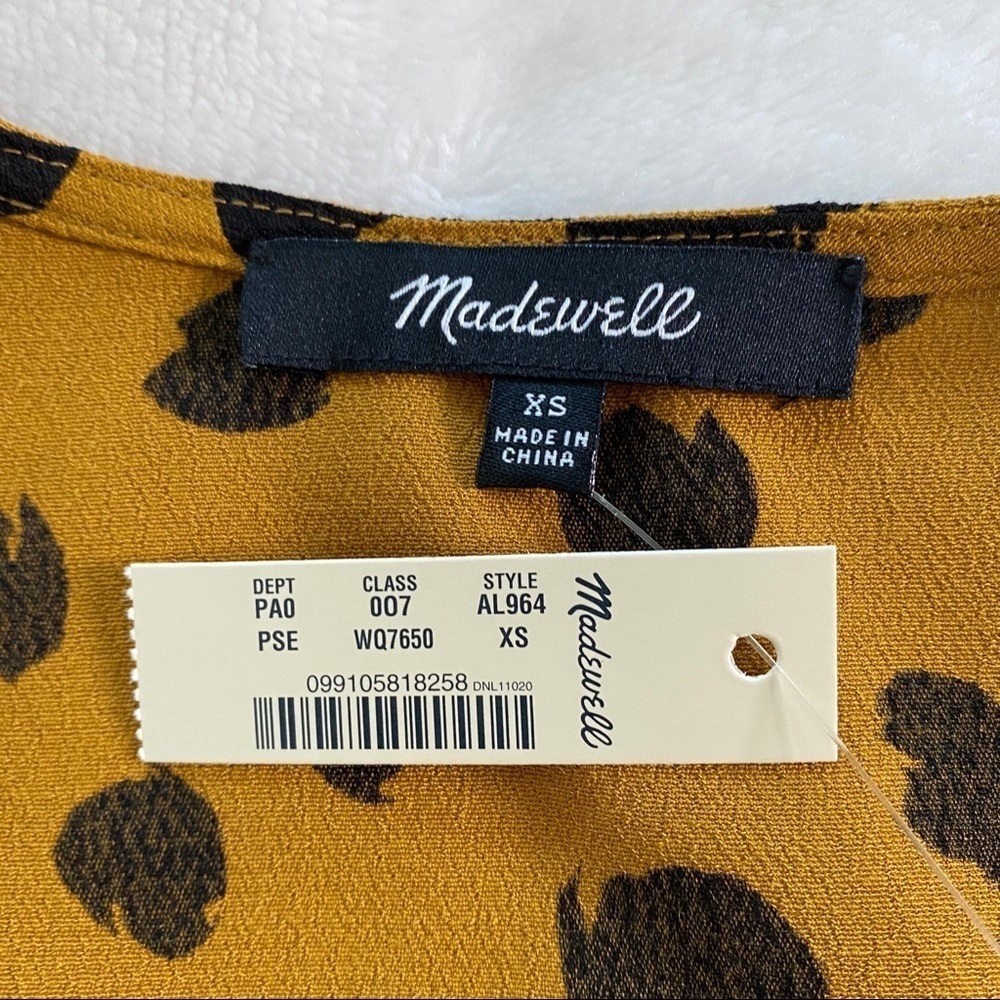 Madewell
XS
MADE IN
CHINA
DEPT CLASS STYLE
PA0 007 AL964
PSE WQ7650 XS
099105818258 DNL11020
Madewell